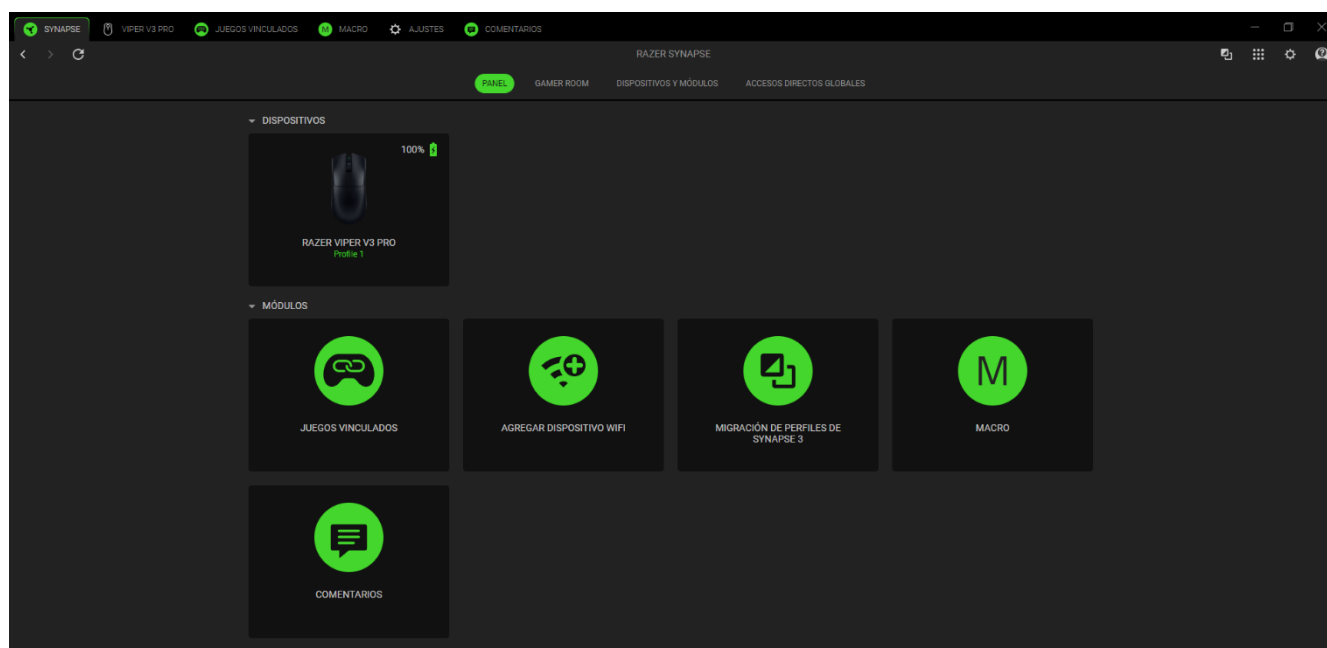 SYNAPSE
VIPER V3 PRO
JUEGOS VINCULADOS
M
MACRO
AJUSTES
COMENTARIOS
RAZER SYNAPSE
PANEL
GAMER ROOM
DISPOSITIVOS Y MÓDULOS
ACCESOS DIRECTOS GLOBALES
DISPOSITIVOS
100%
RAZER VIPER V3 PRO
Profile 1
MÓDULOS
JUEGOS VINCULADOS
AGREGAR DISPOSITIVO WIFI
MIGRACIÓN DE PERFILES DE
SYNAPSE 3
M
MACRO
COMENTARIOS